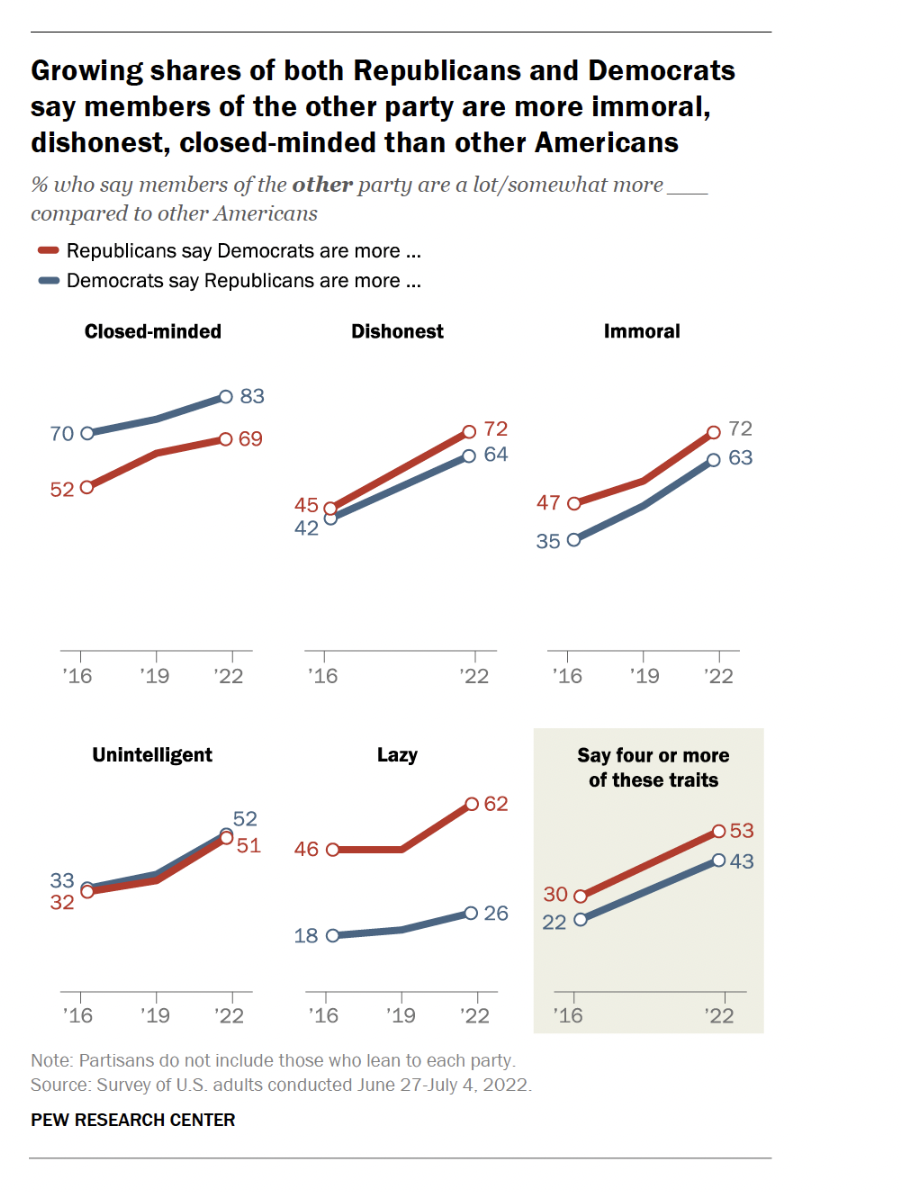 Growing shares of both Republicans and Democrats
say members of the other party are more immoral,
dishonest, closed-minded than other Americans
% who say members of the other party are a lot/somewhat more ___
compared to other Americans
Republicans say Democrats are more ...
Democrats say Republicans are more ...
Closed-minded
83
70
69
52
’16 ’19 ’22
Dishonest
72
64
45
42
’16 ’22
Immoral
72
63
47
35
’16 ’19 ’22
Unintelligent
52
51
33
32
’16 ’19 ’22
Lazy
62
46
26
18
’16 ’19 ’22
Say four or more
of these traits
53
43
30
22
’16 ’22
Note: Partisans do not include those who lean to each party.
Source: Survey of U.S. adults conducted June 27-July 4, 2022.
PEW RESEARCH CENTER